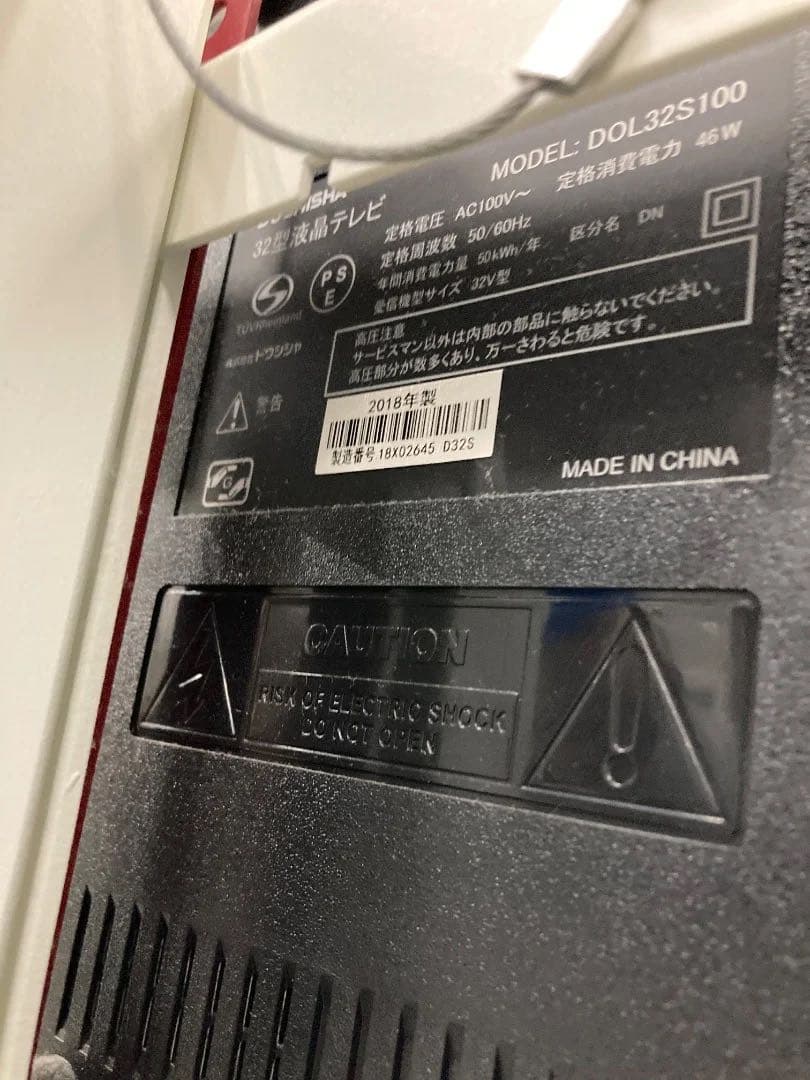 MODEL: DOL32S100
32型液晶テレビ
定格電圧 AC100V～ 定格消費電力 46W
定格周波数 50/60Hz 区分名 DN
年間消費電力量 50kWh/年
受信機型サイズ 32V型
PS
E
TÜVRheinland
株式会社ドウシシャ
高圧注意
サービスマン以外は内部の部品に触らないでください。
高圧部分が数多くあり、万一さわると危険です。
警告
2018年製
製造番号 18X02645 D32S
G
MADE IN CHINA
CAUTION
RISK OF ELECTRIC SHOCK
DO NOT OPEN